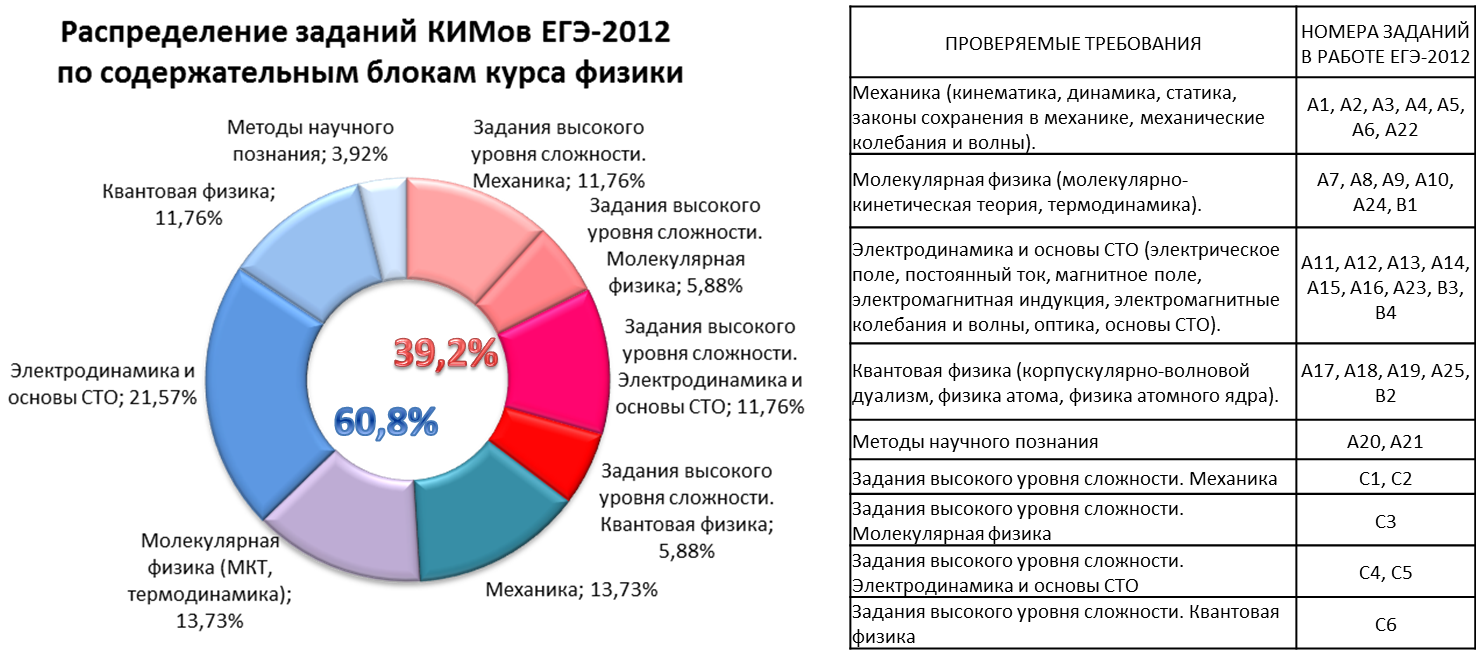 Распределение заданий КИМов ЕГЭ-2012
по содержательным блокам курса физики
Методы научного
познания; 3,92%
Задания высокого
уровня сложности.
Механика; 11,76%
Квантовая физика;
11,76%
Задания высокого
уровня сложности.
Молекулярная
физика; 5,88%
39,2%
Задания высокого
уровня сложности.
Электродинамика и
основы СТО; 11,76%
Электродинамика и
основы СТО; 21,57%
60,8%
Задания высокого
уровня сложности.
Квантовая физика;
5,88%
Молекулярная
физика (МКТ,
термодинамика);
13,73%
Механика; 13,73%
ПРОВЕРЯЕМЫЕ ТРЕБОВАНИЯ
НОМЕРА ЗАДАНИЙ
В РАБОТЕ ЕГЭ-2012
Механика (кинематика, динамика, статика,
законы сохранения в механике, механические
колебания и волны).
А1, А2, А3, А4, А5,
А6, А22
Молекулярная физика (молекулярно-
кинетическая теория, термодинамика).
А7, А8, А9, А10,
А24, В1
Электродинамика и основы СТО (электрическое
поле, постоянный ток, магнитное поле,
электромагнитная индукция, электромагнитные
колебания и волны, оптика, основы СТО).
А11, А12, А13, А14,
А15, А16, А23, В3,
В4
Квантовая физика (корпускулярно-волновой
дуализм, физика атома, физика атомного ядра).
А17, А18, А19, А25,
В2
Методы научного познания
А20, А21
Задания высокого уровня сложности. Механика
С1, С2
Задания высокого уровня сложности.
Молекулярная физика
С3
Задания высокого уровня сложности.
Электродинамика и основы СТО
С4, С5
Задания высокого уровня сложности. Квантовая
физика
С6